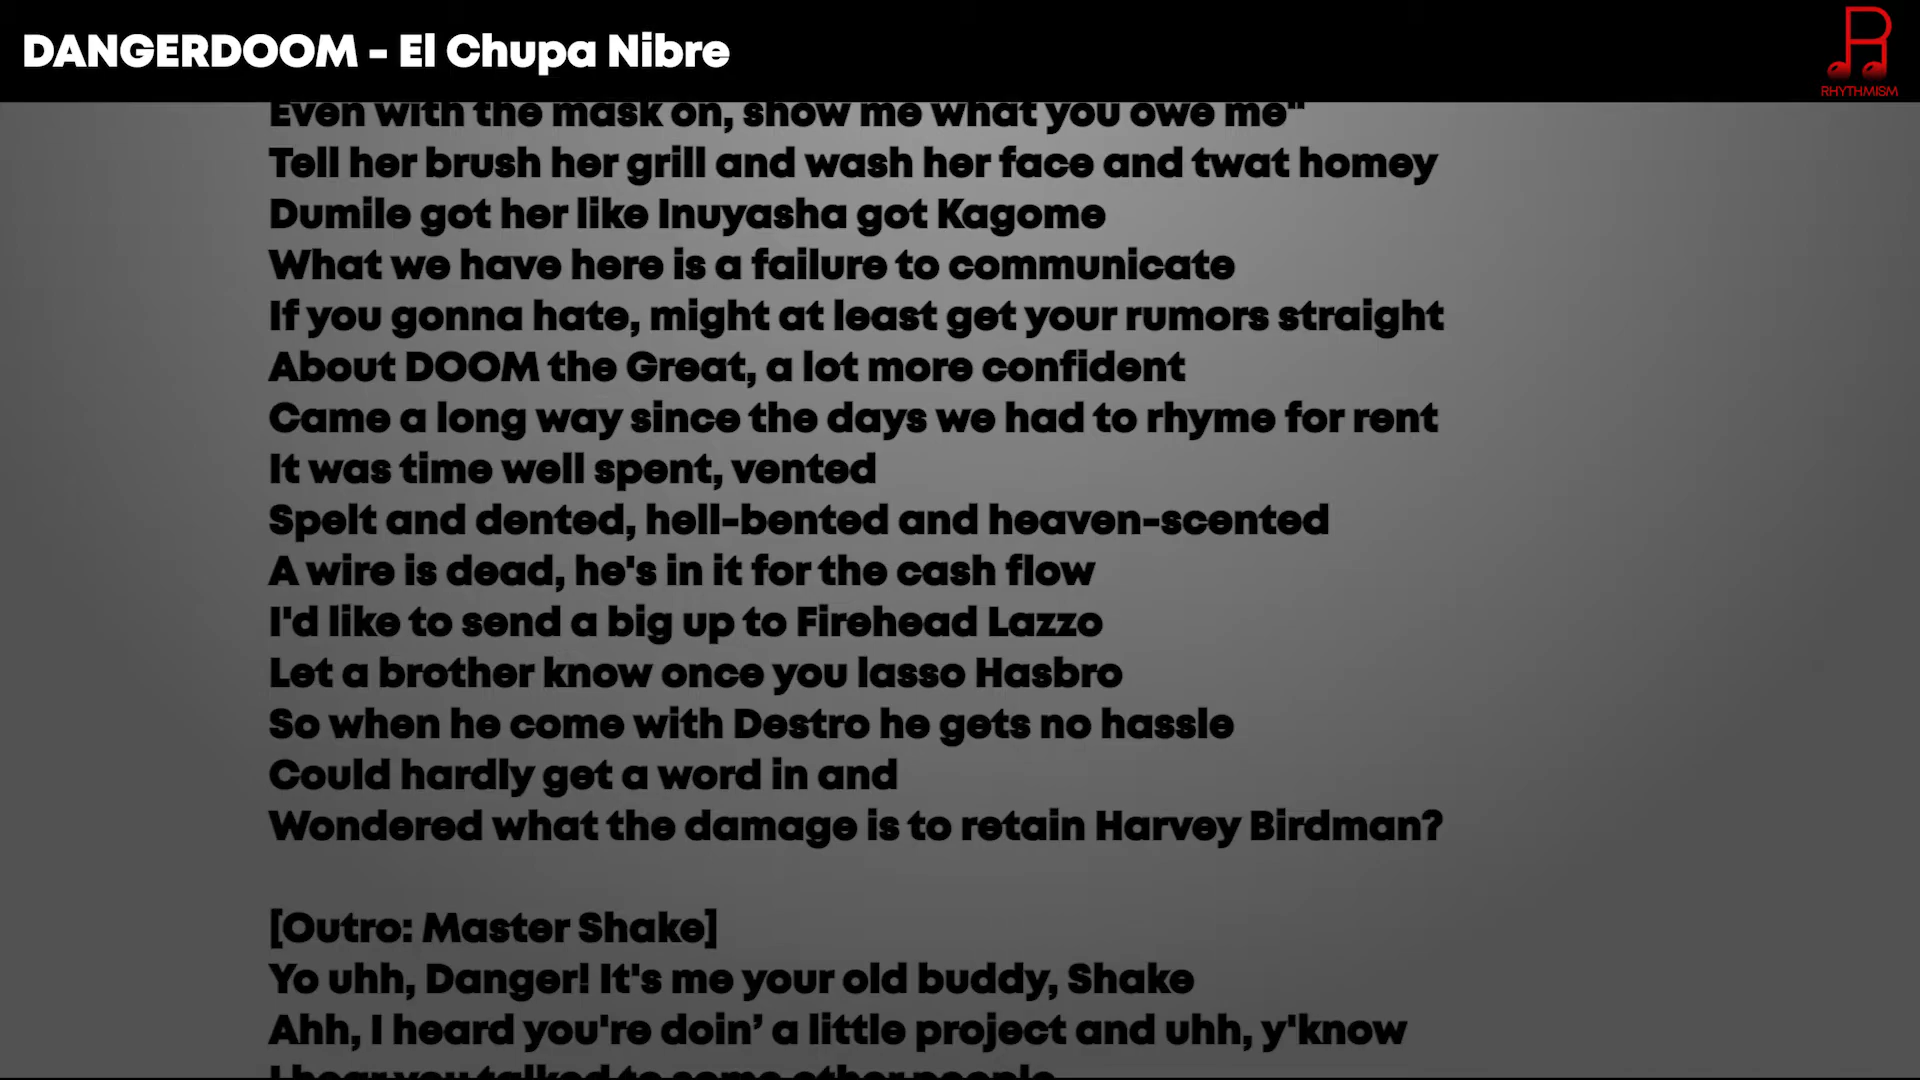 DANGERDOOM - El Chupa Nibre
RHYTHMISM
Even with the mask on, show me what you owe me"
Tell her brush her grill and wash her face and twat homey
Dumile got her like Inuyasha got Kagome
What we have here is a failure to communicate
If you gonna hate, might at least get your rumors straight
About DOOM the Great, a lot more confident
Came a long way since the days we had to rhyme for rent
It was time well spent, vented
Spelt and dented, hell-bented and heaven-scented
A wire is dead, he's in it for the cash flow
I'd like to send a big up to Firehead Lazzo
Let a brother know once you lasso Hasbro
So when he come with Destro he gets no hassle
Could hardly get a word in and
Wondered what the damage is to retain Harvey Birdman?
[Outro: Master Shake]
Yo uhh, Danger! It's me your old buddy, Shake
Ahh, I heard you're doin’ a little project and uhh, y'know
I hear you talked to some other people